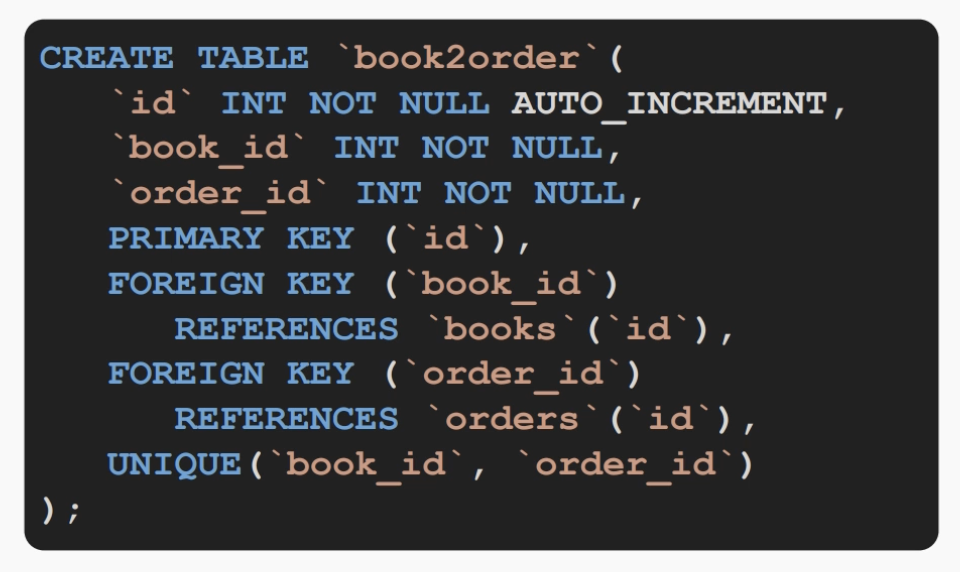 CREATE TABLE `book2order`(
`id` INT NOT NULL AUTO_INCREMENT,
`book_id` INT NOT NULL,
`order_id` INT NOT NULL,
PRIMARY KEY (`id`),
FOREIGN KEY (`book_id`)
REFERENCES `books`(`id`),
FOREIGN KEY (`order_id`)
REFERENCES `orders`(`id`),
UNIQUE(`book_id`, `order_id`)
);